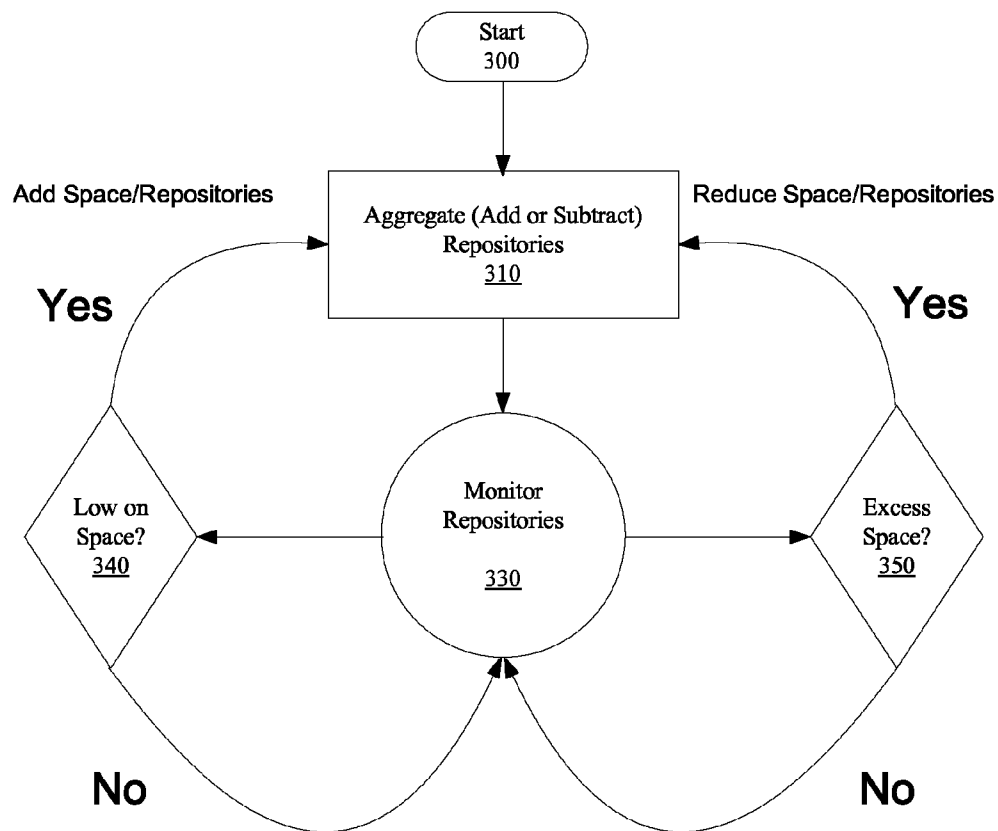 Start
300
Add Space/Repositories
Reduce Space/Repositories
Aggregate (Add or Subtract)
Repositories
310
Yes
Yes
Low on
Space?
340
Monitor
Repositories
330
Excess
Space?
350
No
No